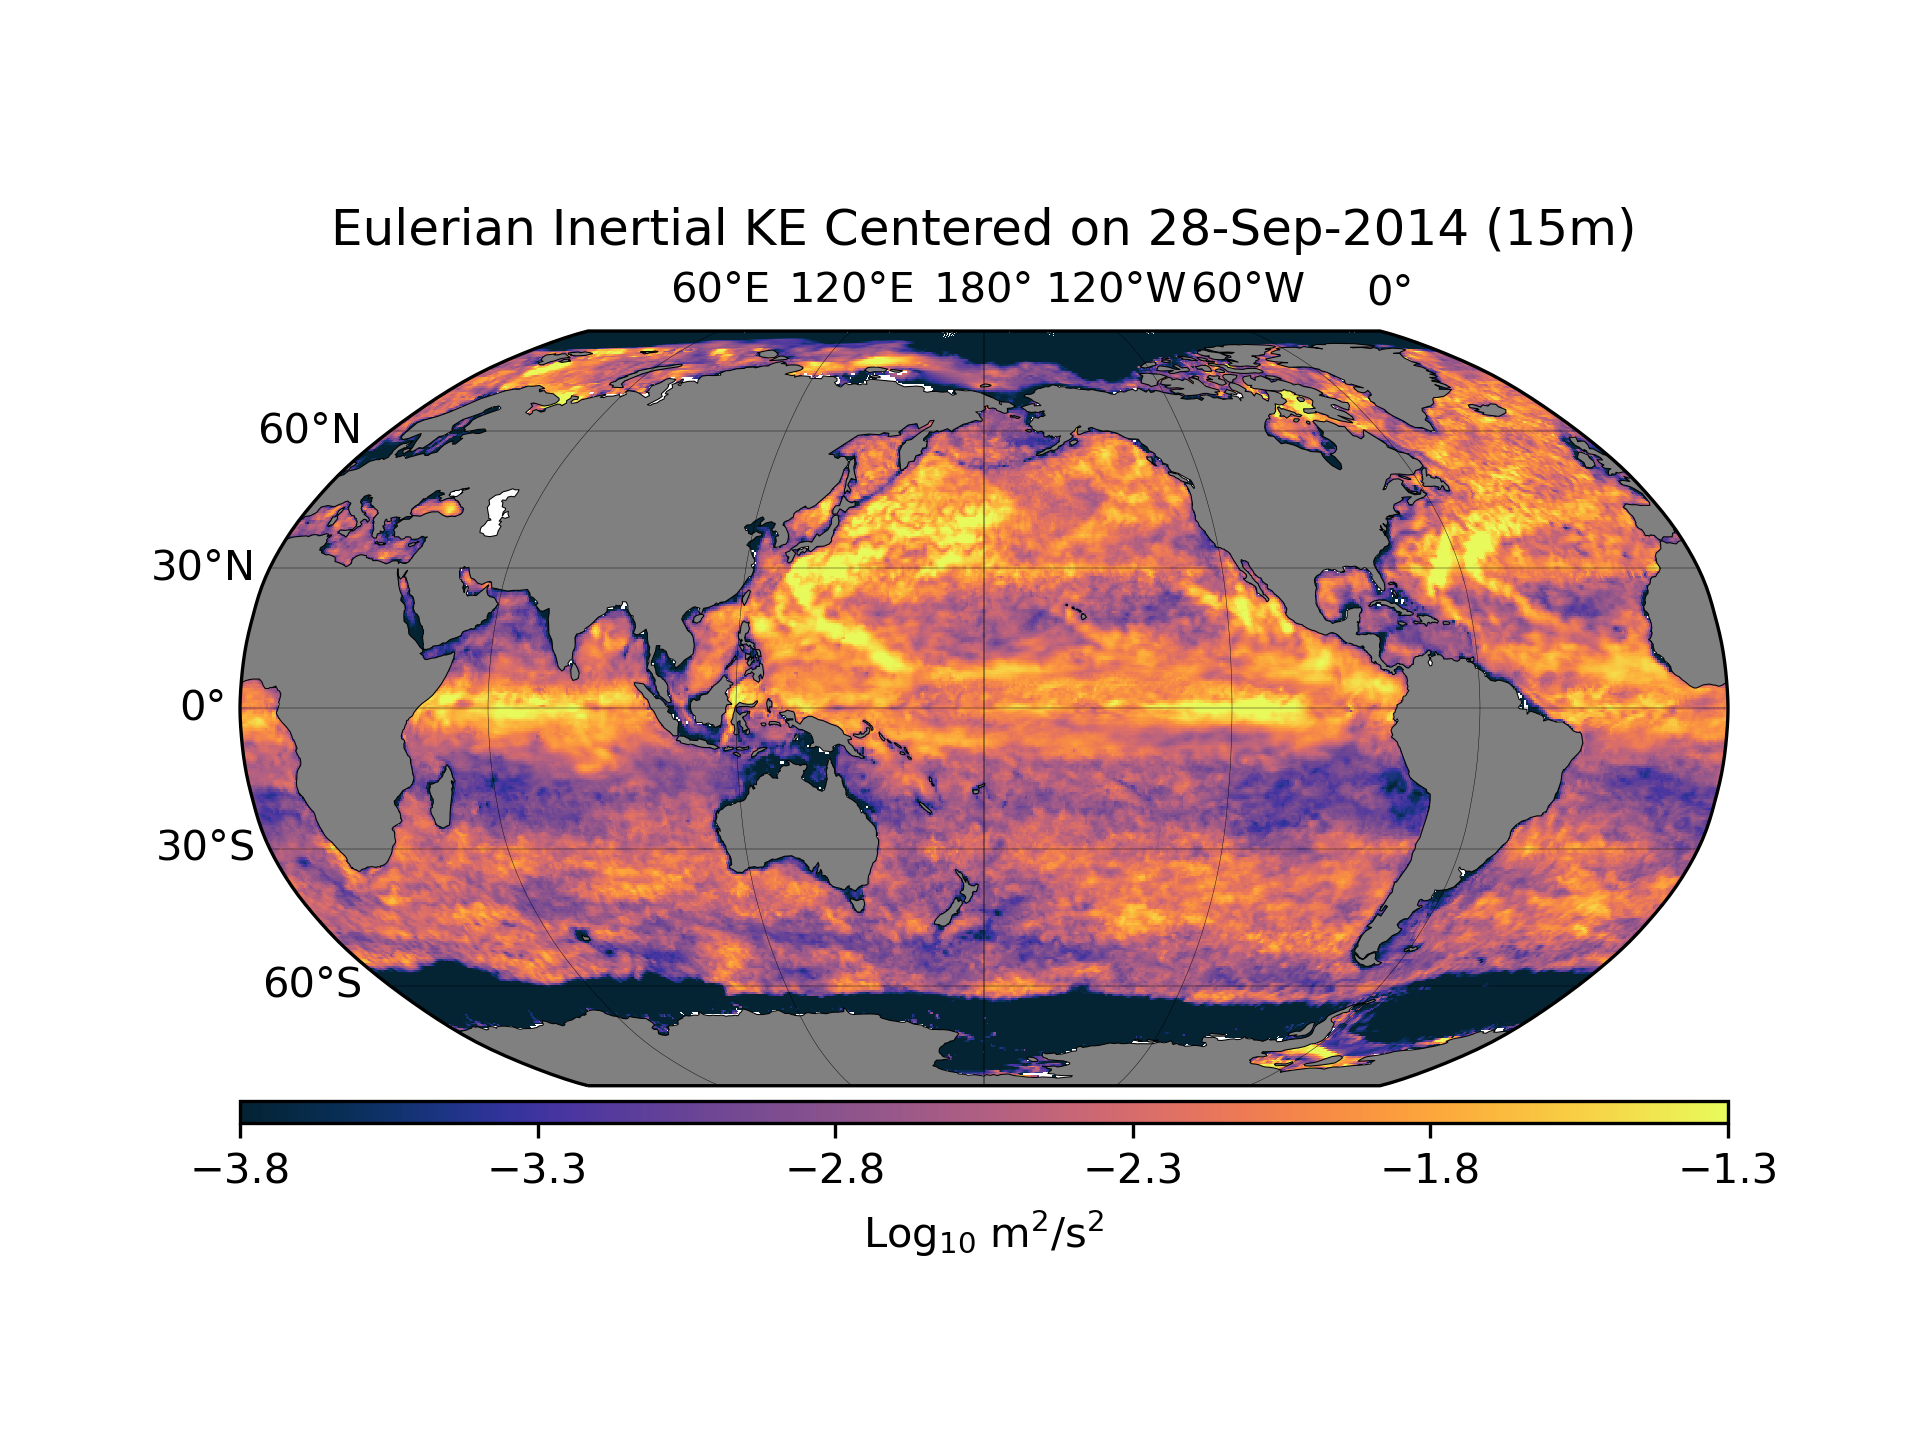 Eulerian Inertial KE Centered on 28-Sep-2014 (15m)
60°E 120°E 180° 120°W 60°W 0°
60°N
30°N
0°
30°S
60°S
−3.8 −3.3 −2.8 −2.3 −1.8 −1.3
Log₁₀ m²/s²